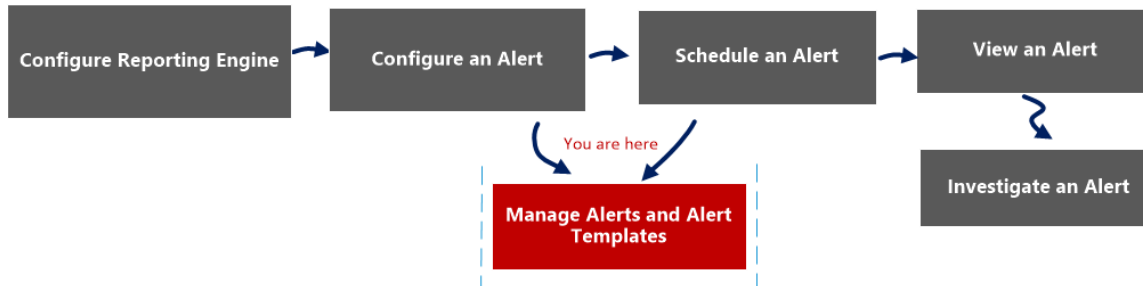 Configure Reporting Engine
Configure an Alert
Schedule an Alert
View an Alert
You are here
Manage Alerts and Alert
Templates
Investigate an Alert